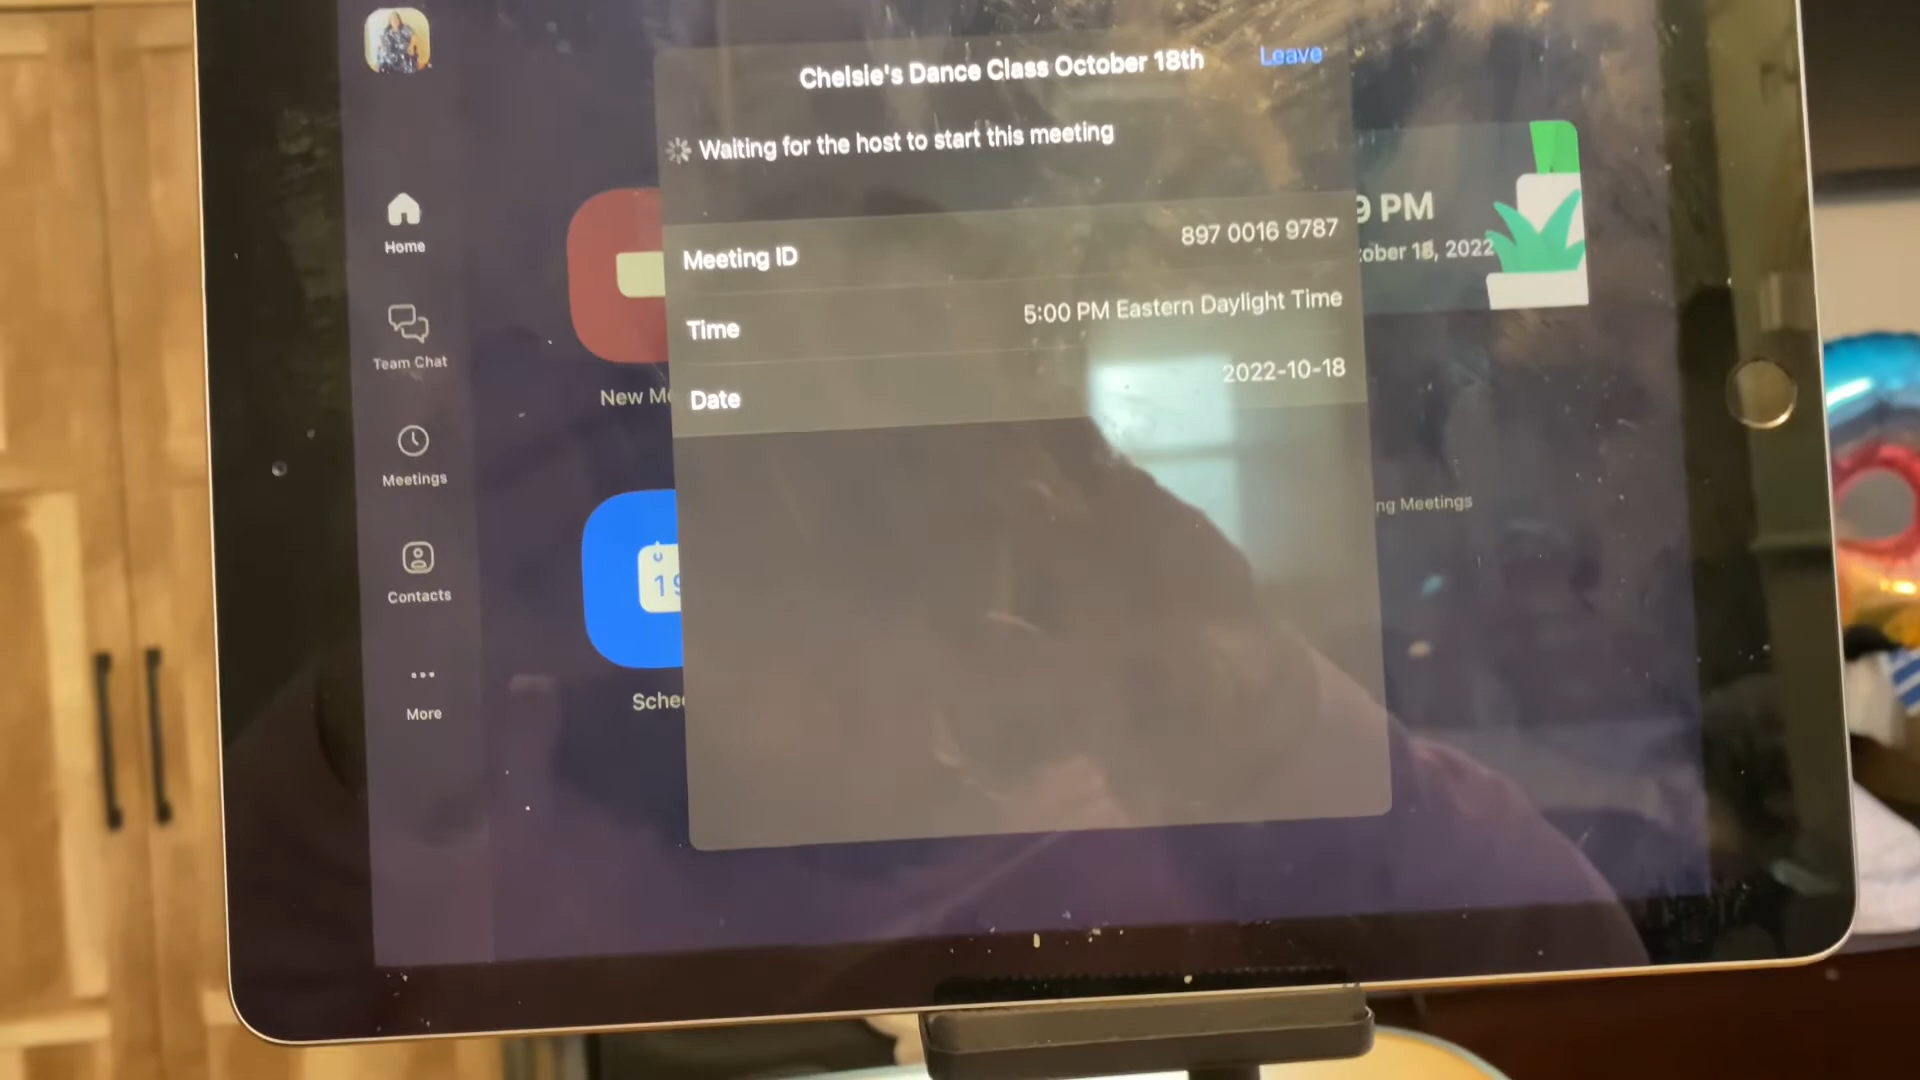 Chelsie's Dance Class October 18th
Leave
Waiting for the host to start this meeting
Meeting ID
897 0016 9787
Time
5:00 PM Eastern Daylight Time
Date
2022-10-18
Home
Team Chat
Meetings
Contacts
More
New M
19
Sche
9 PM
ober 18, 2022
ng Meetings